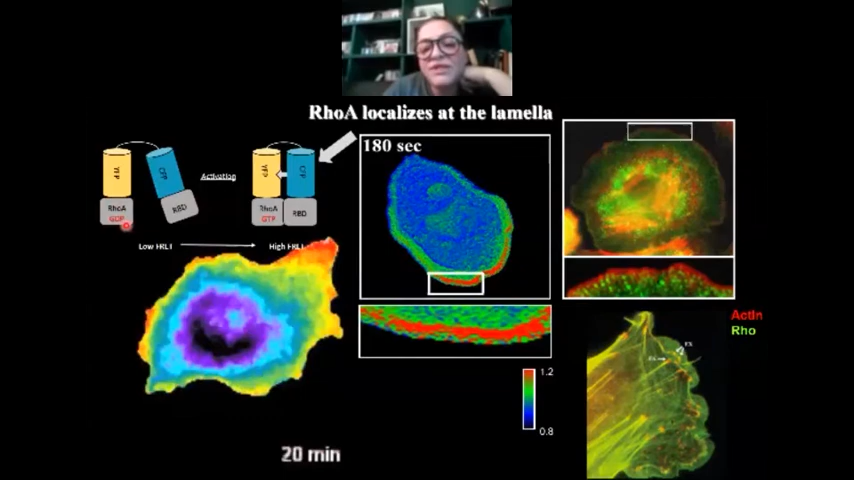 RhoA localizes at the lamella
YFP
CFP
Activating
YFP
CFP
RhoA
GDP
RBD
RhoA
GTP
RBD
Low FRET
High FRET
180 sec
1.2
0.8
Actin
Rho
20 min